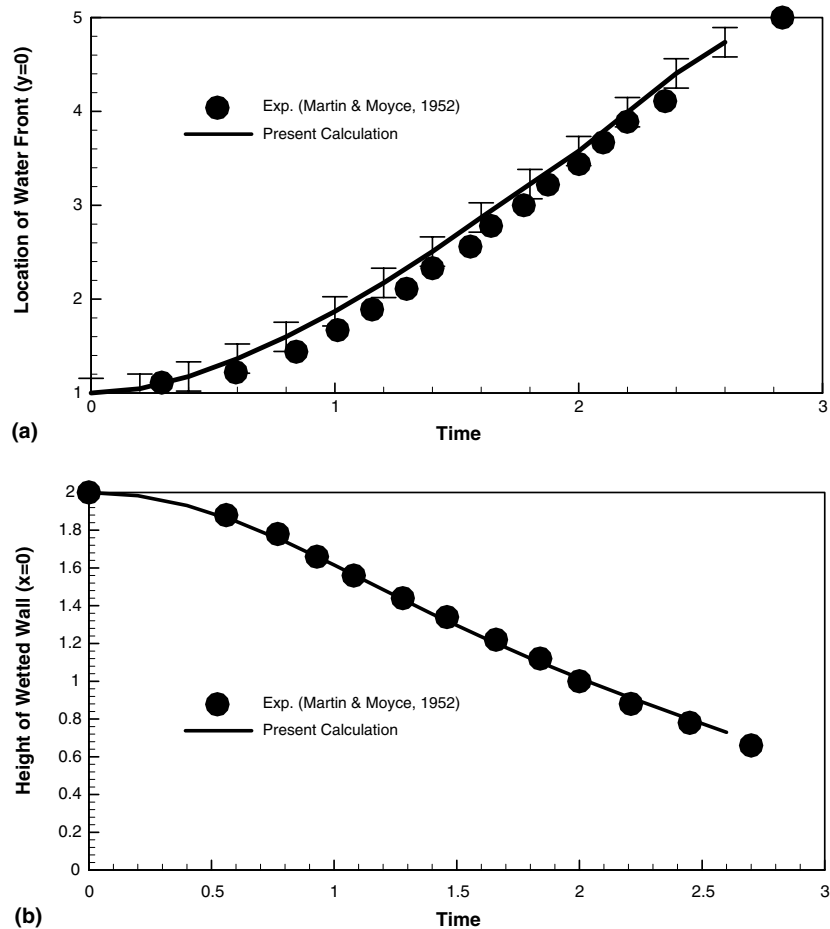 5
4
3
2
1
0
1
2
3
Location of Water Front (y=0)
Exp. (Martin & Moyce, 1952)
Present Calculation
Time
(a)
2
1.8
1.6
1.4
1.2
1
0.8
0.6
0.4
0.2
0
0
0.5
1
1.5
2
2.5
3
Height of Wetted Wall (x=0)
Exp. (Martin & Moyce, 1952)
Present Calculation
Time
(b)